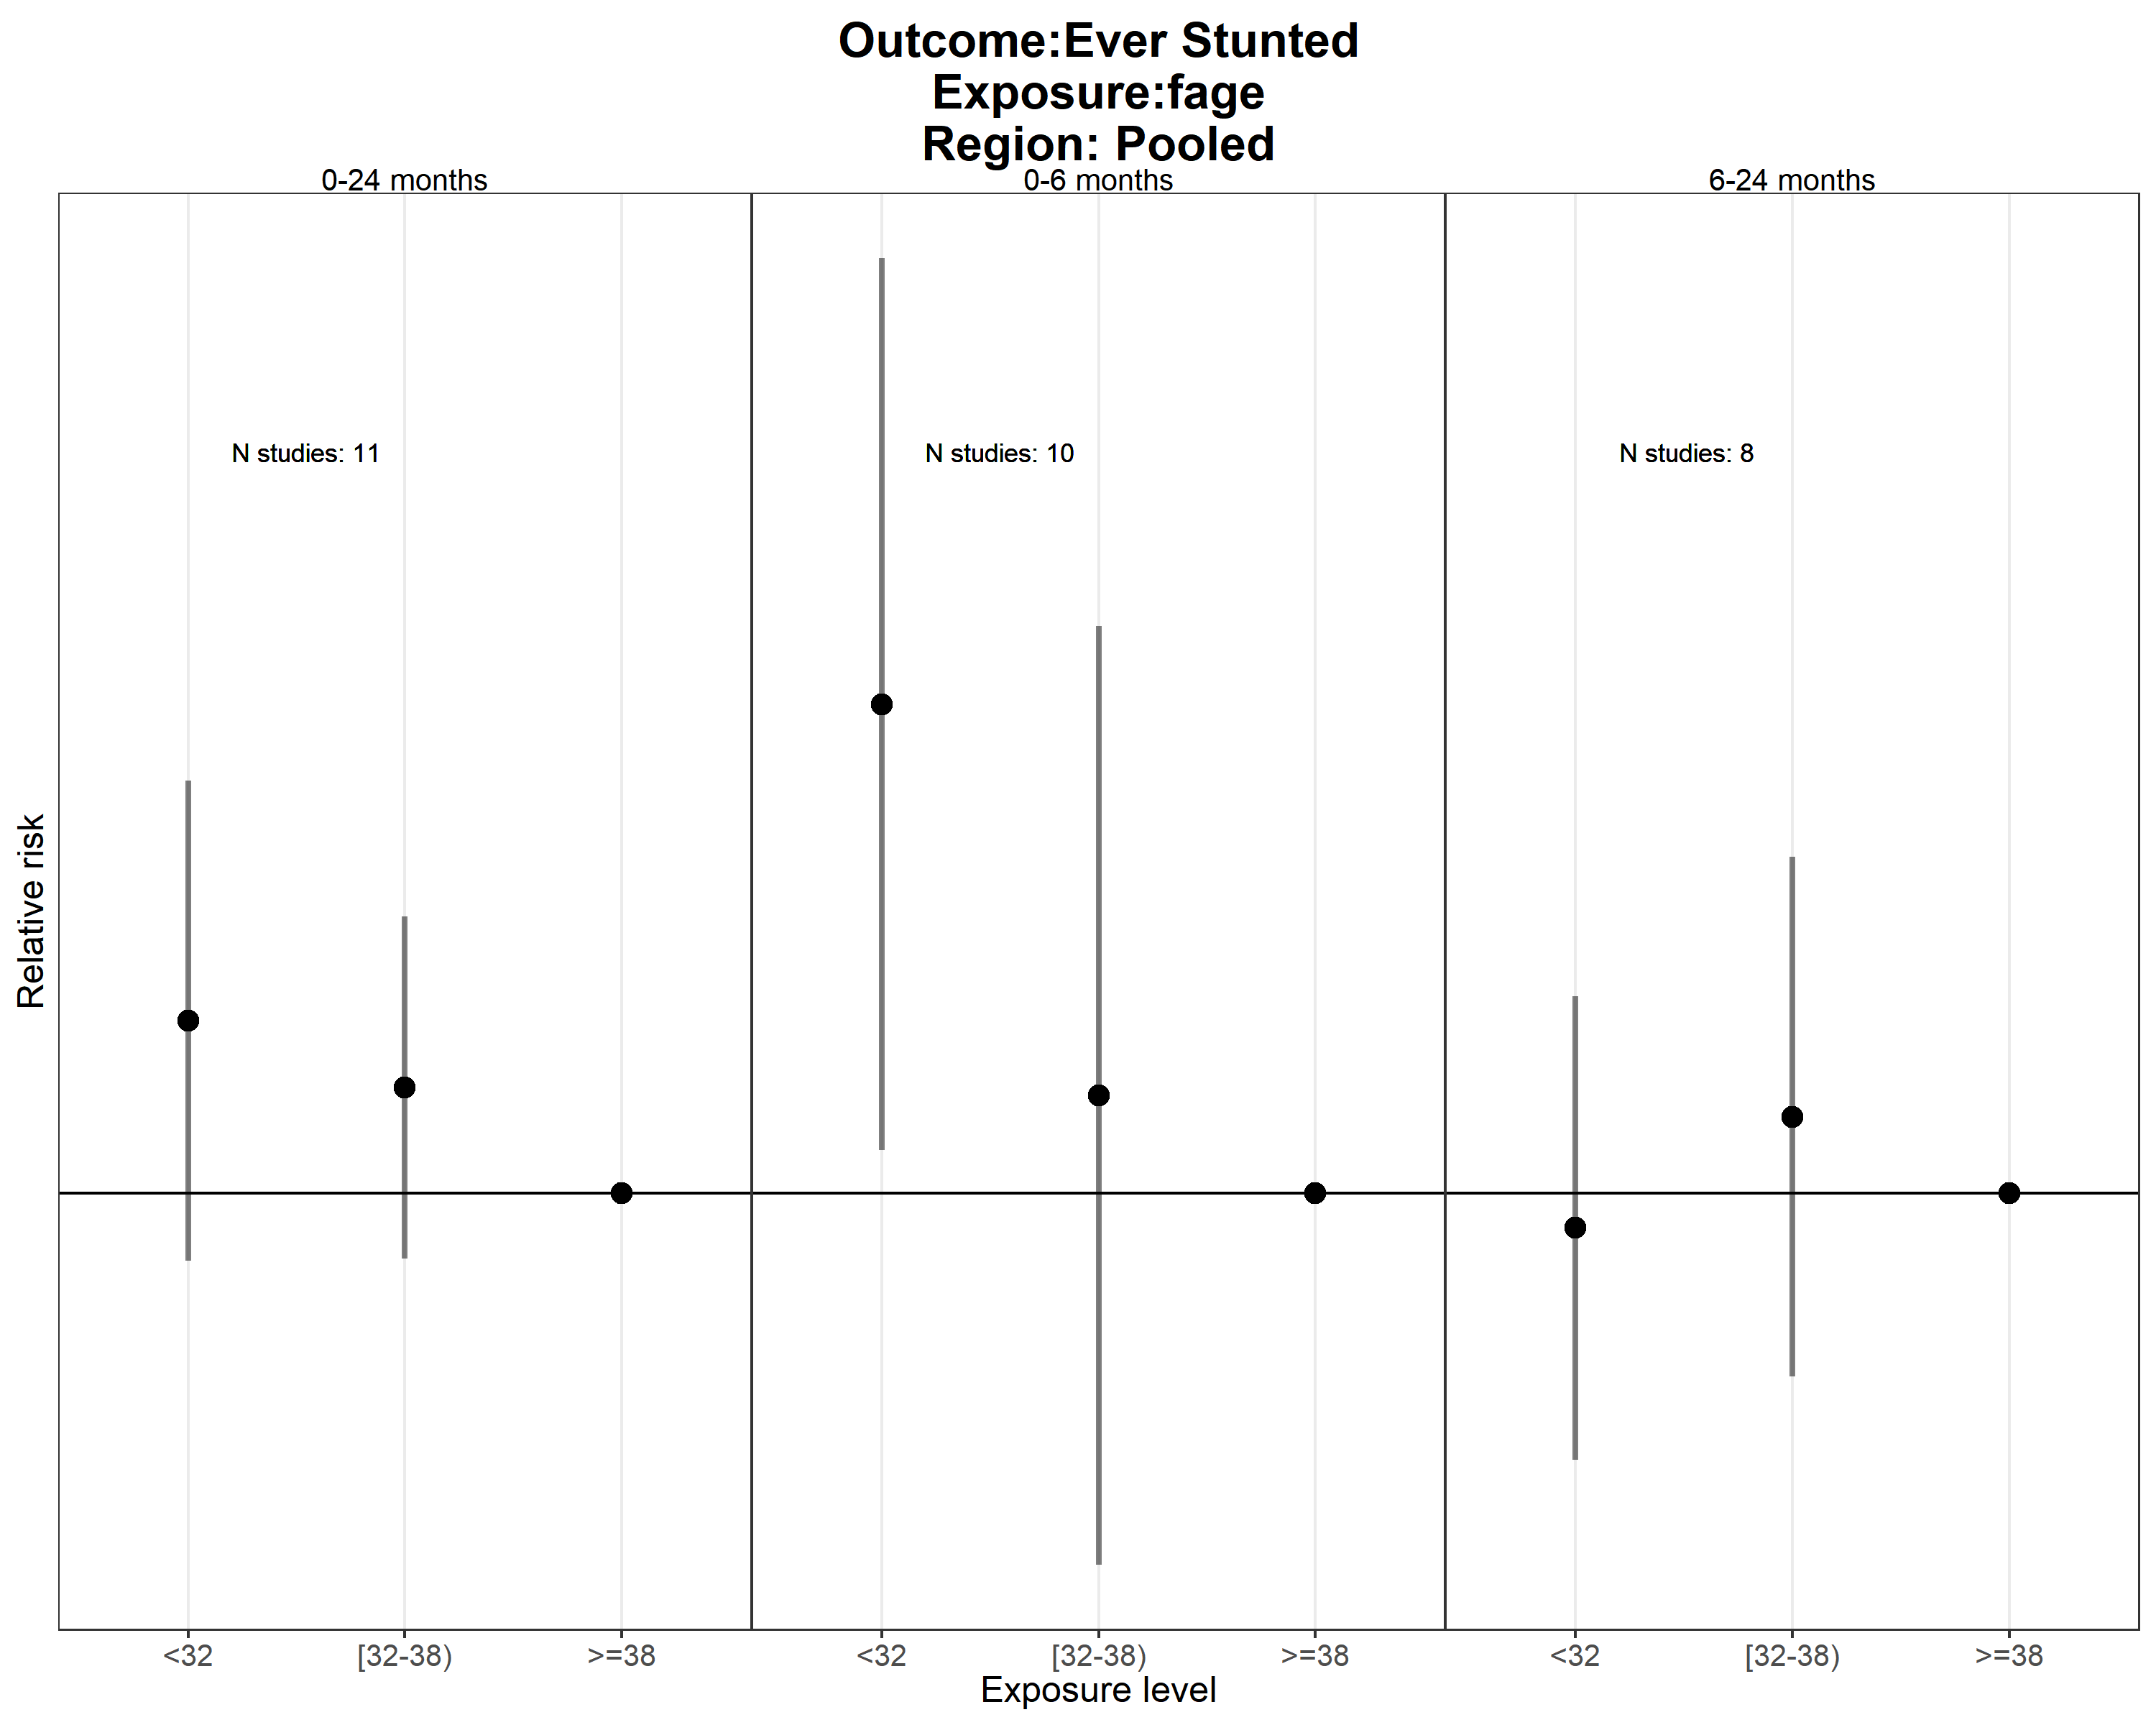 Outcome:Ever Stunted
Exposure:fage
Region: Pooled
0-24 months
0-6 months
6-24 months
N studies: 11
N studies: 10
N studies: 8
Relative risk
<32
[32-38)
>=38
<32
[32-38)
>=38
<32
[32-38)
>=38
Exposure level